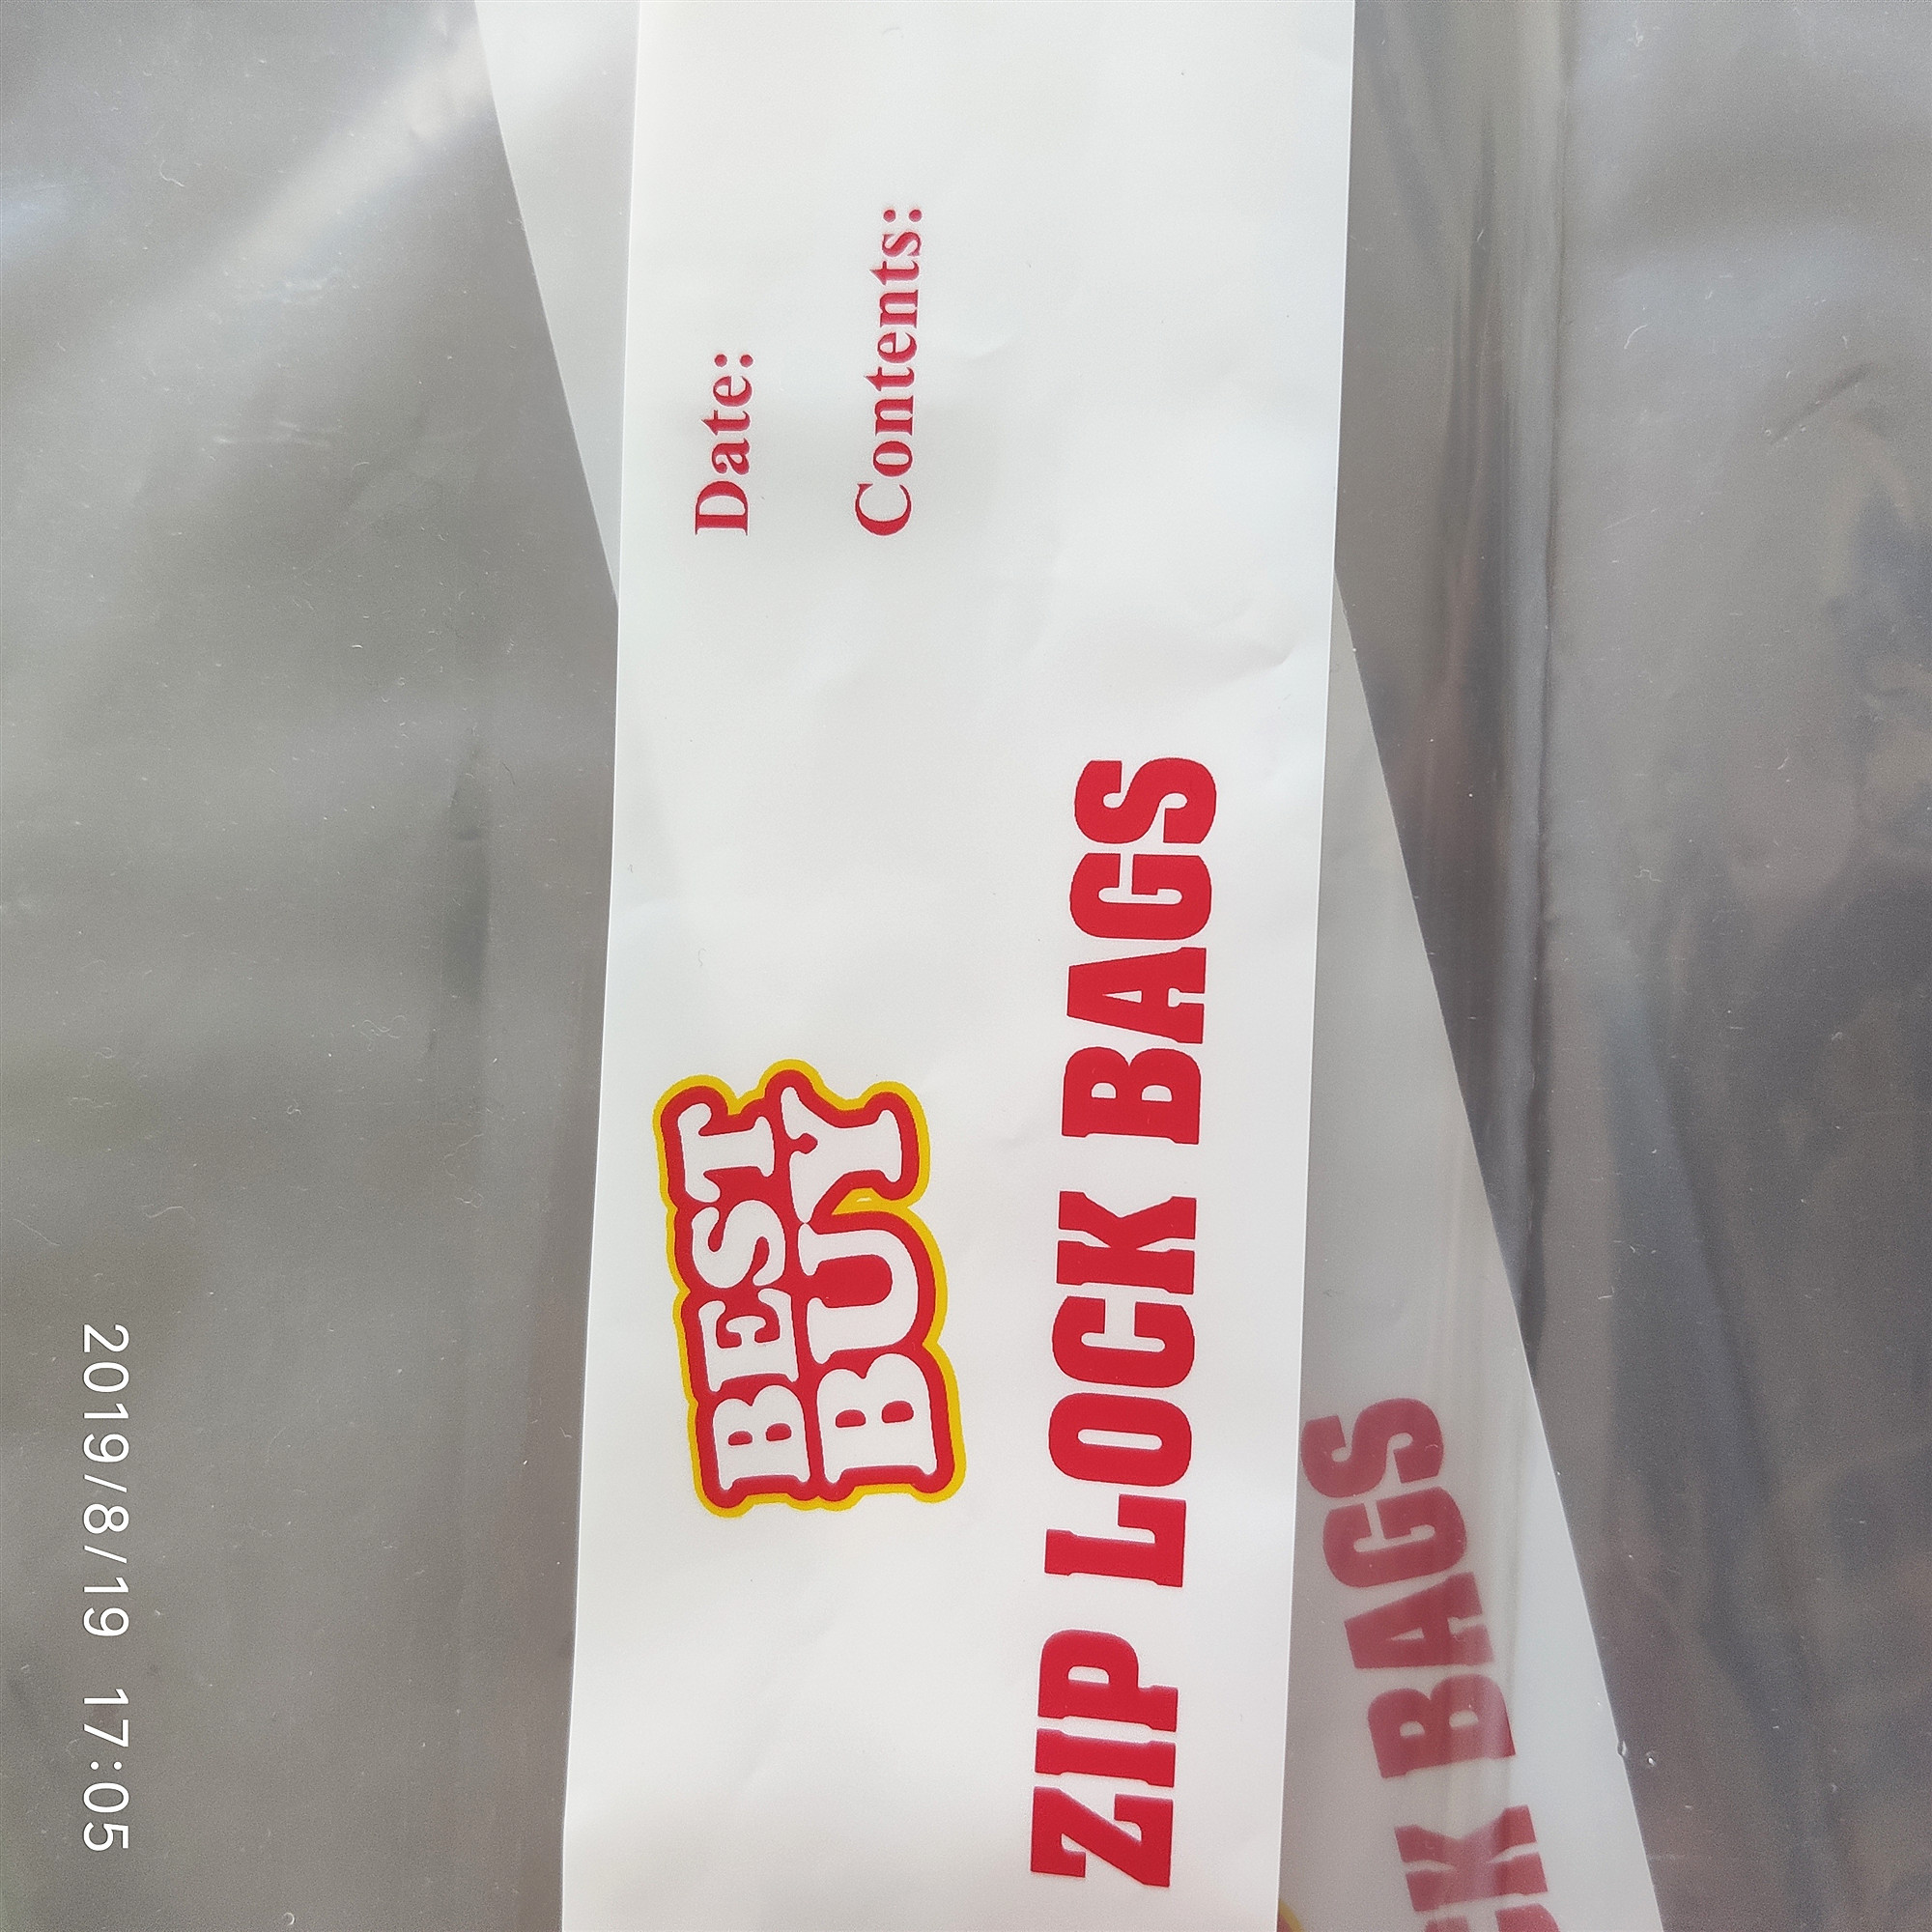 BEST
BUY
Date:
Contents:
ZIP LOCK BAGS
CK BAGS
2019/8/19 17:05